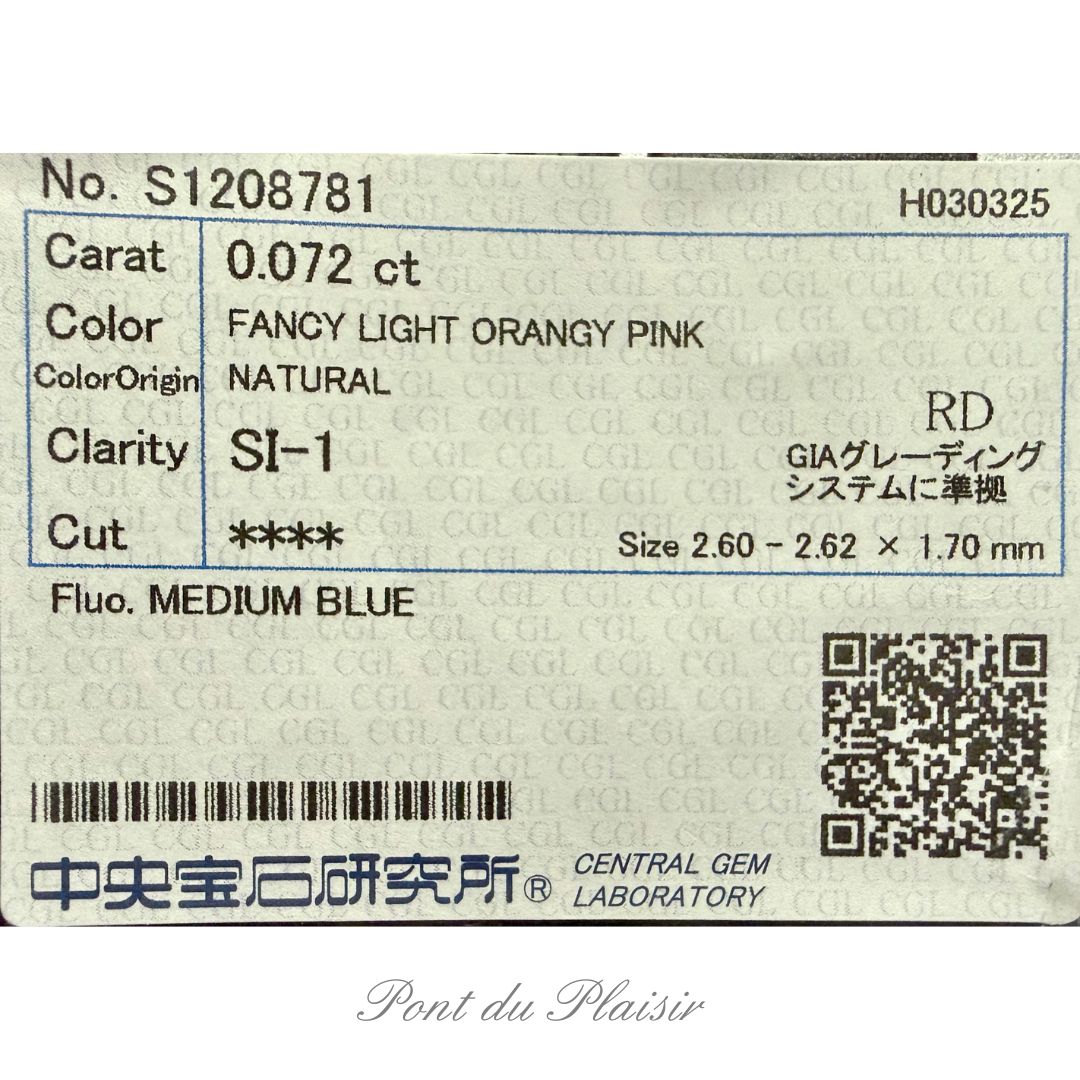 No. S1208781
H030325
Carat 0.072 ct
Color FANCY LIGHT ORANGY PINK
ColorOrigin NATURAL
Clarity SI-1
RD
GIAグレーディング
システムに準拠
Cut ****
Size 2.60 - 2.62 × 1.70 mm
Fluo. MEDIUM BLUE
中央宝石研究所® CENTRAL GEM
LABORATORY
Pont du Plaisir